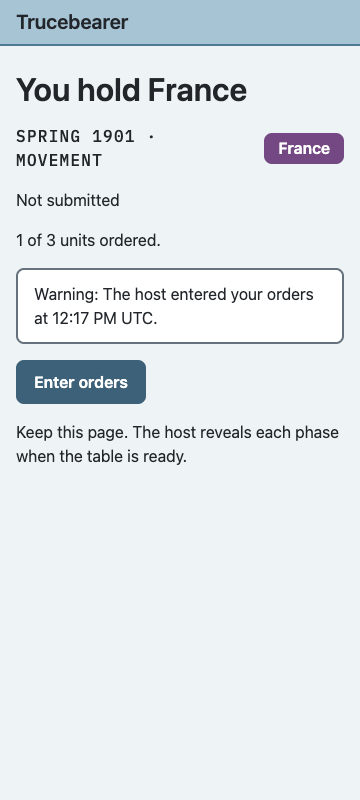 Trucebearer
You hold France
SPRING 1901 ·
MOVEMENT
France
Not submitted
1 of 3 units ordered.
Warning: The host entered your orders
at 12:17 PM UTC.
Enter orders
Keep this page. The host reveals each phase
when the table is ready.